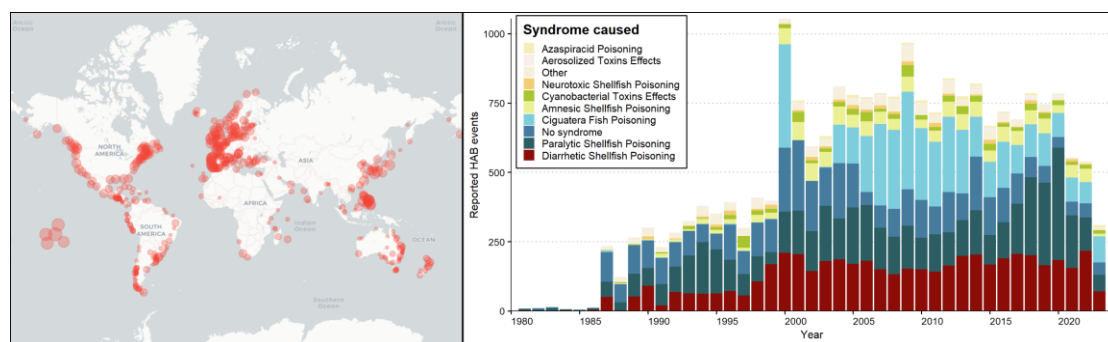 Arctic
Ocean
Arctic
Ocean
NORTH
AMERICA
ASIA
AFRICA
SOUTH
AMERICA
Indian
Ocean
OCEAN
Southern
Ocean
Reported HAB events
1000
750
500
250
0
Syndrome caused
Azaspiracid Poisoning
Aerosolized Toxins Effects
Other
Neurotoxic Shellfish Poisoning
Cyanobacterial Toxins Effects
Amnesic Shellfish Poisoning
Ciguatera Fish Poisoning
No syndrome
Paralytic Shellfish Poisoning
Diarrhetic Shellfish Poisoning
1980 1985 1990 1995 2000 2005 2010 2015 2020
Year